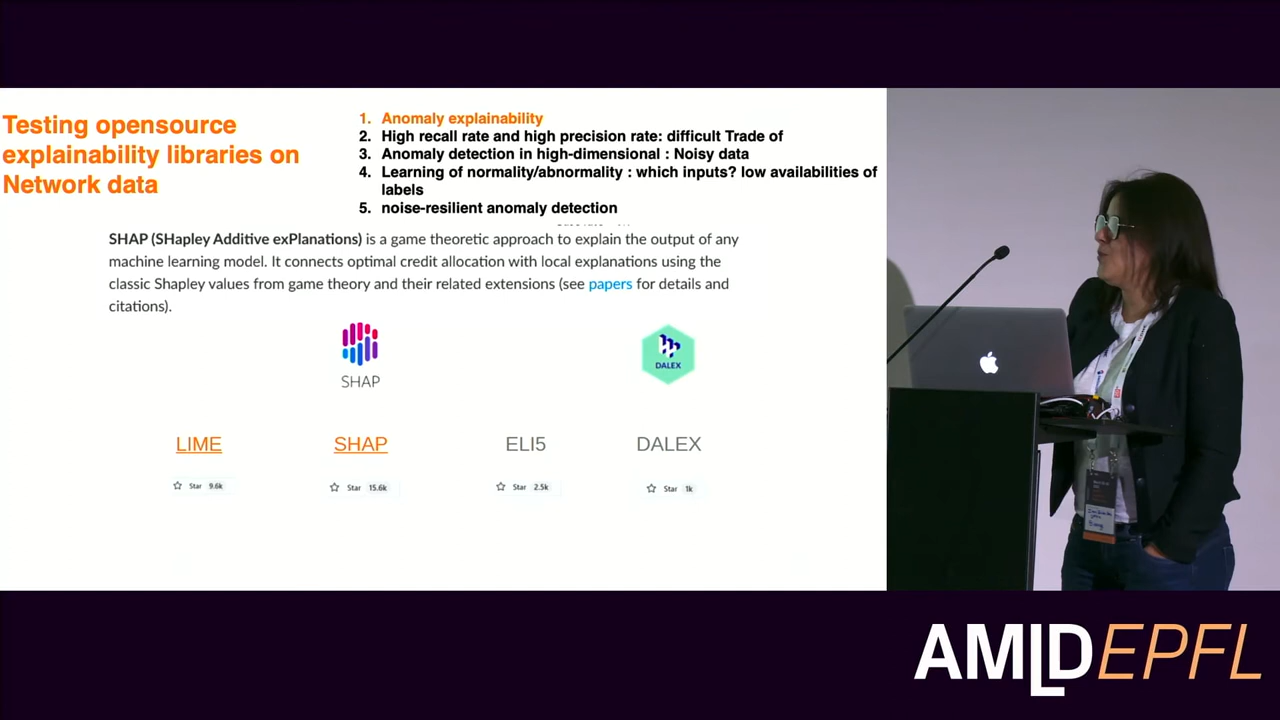 Testing opensource
explainability libraries on
Network data
1. Anomaly explainability
2. High recall rate and high precision rate: difficult Trade of
3. Anomaly detection in high-dimensional : Noisy data
4. Learning of normality/abnormality : which inputs? low availabilities of
labels
5. noise-resilient anomaly detection
SHAP (SHapley Additive exPlanations) is a game theoretic approach to explain the output of any
machine learning model. It connects optimal credit allocation with local explanations using the
classic Shapley values from game theory and their related extensions (see papers for details and
citations).
SHAP
DALEX
LIME
SHAP
ELI5
DALEX
Star 9.6k
Star 15.6k
Star 2.5k
Star 1k
AMLD EPFL